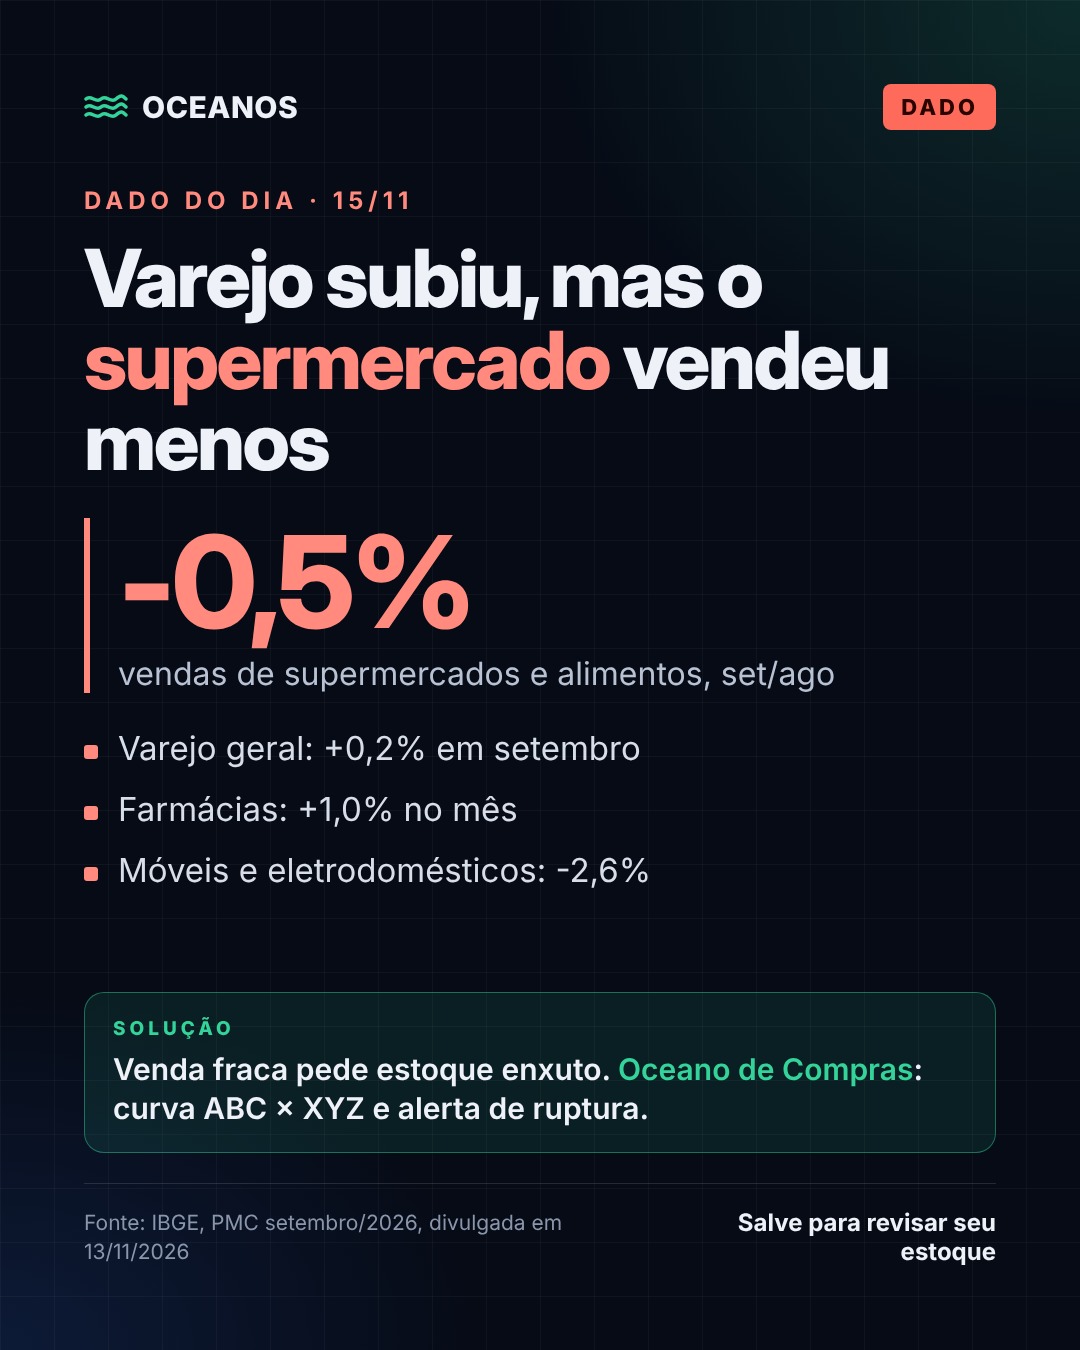 OCEANOS
DADO
DADO DO DIA · 15/11
Varejo subiu, mas o
supermercado vendeu
menos
-0,5%
vendas de supermercados e alimentos, set/ago
Varejo geral: +0,2% em setembro
Farmácias: +1,0% no mês
Móveis e eletrodomésticos: -2,6%
SOLUÇÃO
Venda fraca pede estoque enxuto. Oceano de Compras:
curva ABC × XYZ e alerta de ruptura.
Fonte: IBGE, PMC setembro/2026, divulgada em
13/11/2026
Salve para revisar seu
estoque